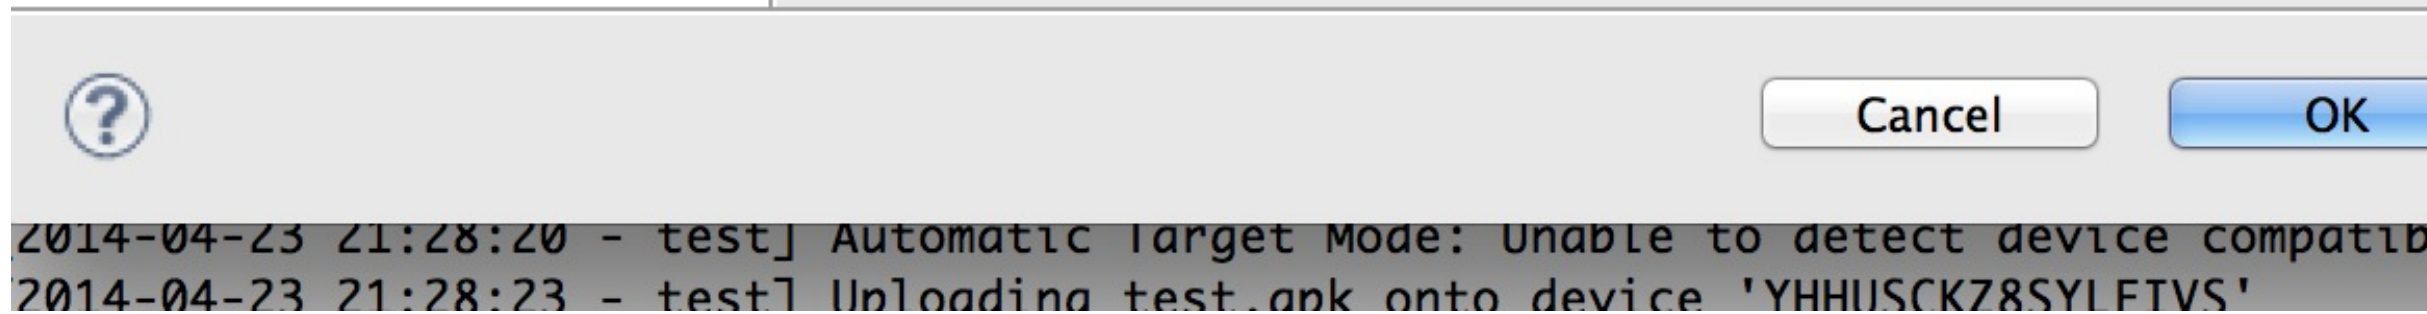 ?
Cancel OK
2014-04-23 21:28:20 - test] Automatic Target Mode: Unable to detect device compatib
[2014-04-23 21:28:23 - test] Uploading test.apk onto device 'YHHUSCKZ8SYLFIVS'